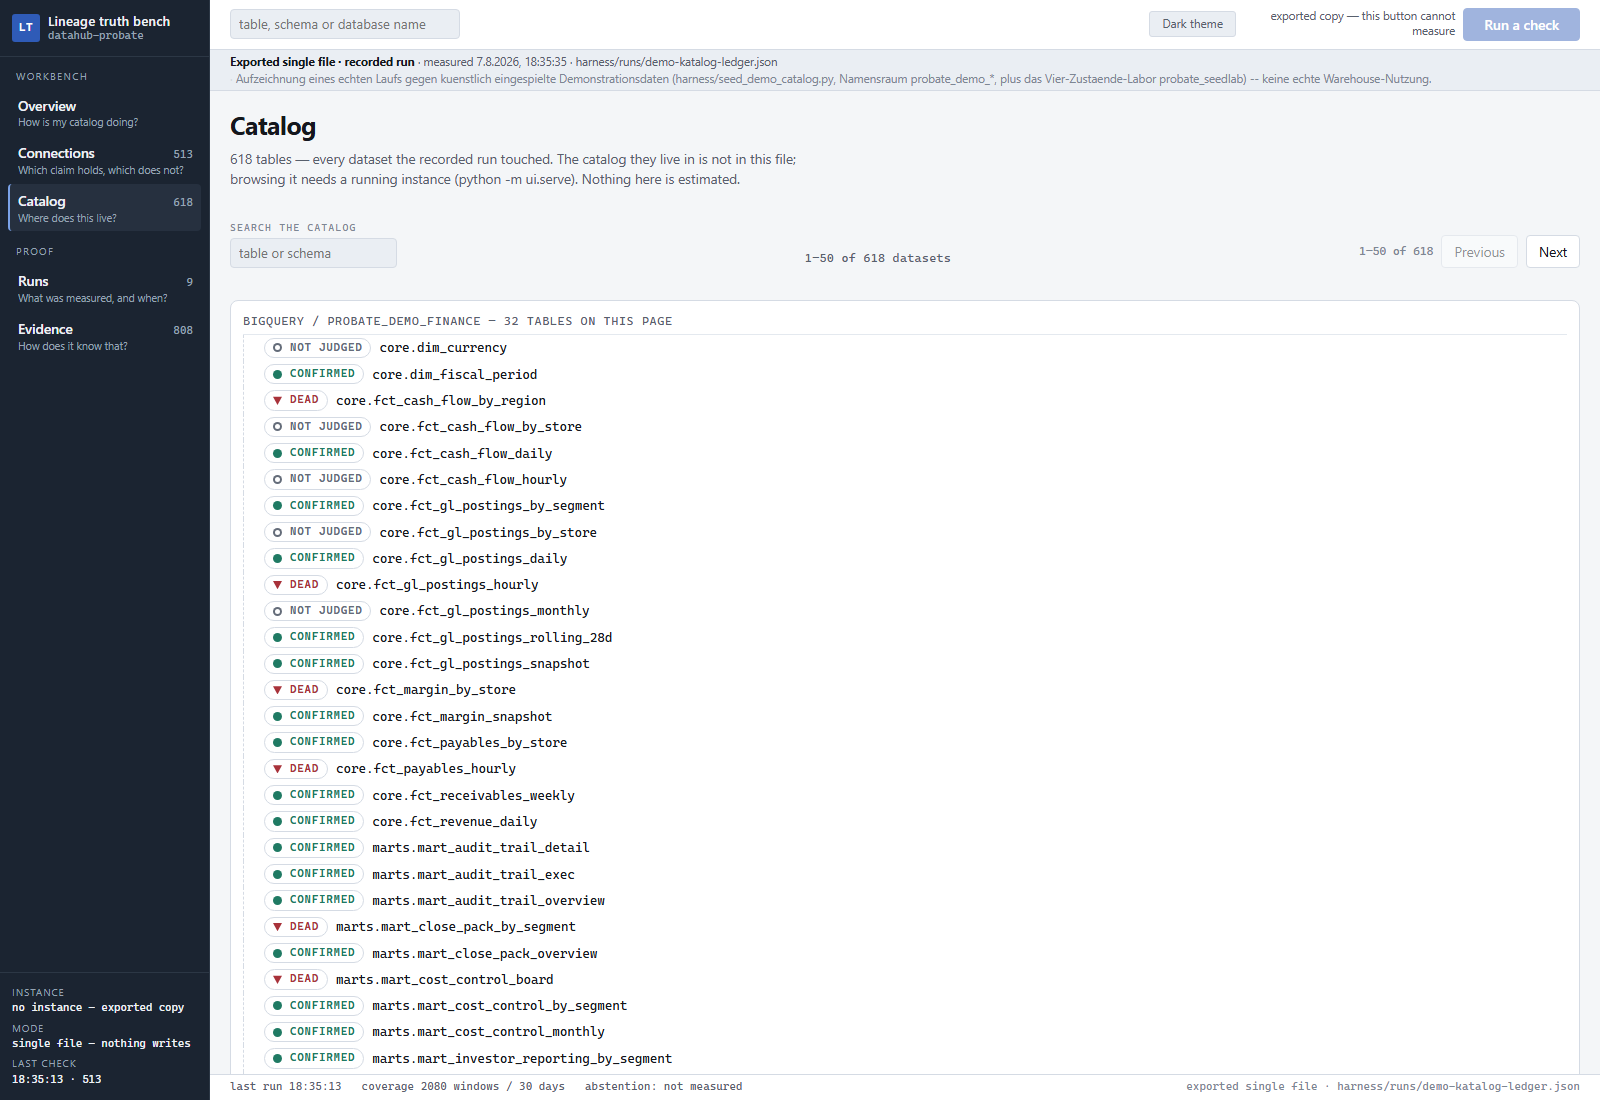 LT
Lineage truth bench
datahub-probate
WORKBENCH
Overview
How is my catalog doing?
Connections 513
Which claim holds, which does not?
Catalog 618
Where does this live?
PROOF
Runs 9
What was measured, and when?
Evidence 808
How does it know that?
INSTANCE
no instance — exported copy
MODE
single file — nothing writes
LAST CHECK
18:35:13 · 513
table, schema or database name
Dark theme
exported copy — this button cannot
measure
Run a check
Exported single file · recorded run · measured 7.8.2026, 18:35:35 · harness/runs/demo-katalog-ledger.json
· Aufzeichnung eines echten Laufs gegen kuenstlich eingespielte Demonstrationsdaten (harness/seed_demo_catalog.py, Namensraum probate_demo_*, plus das Vier-Zustaende-Labor probate_seedlab) -- keine echte Warehouse-Nutzung.
Catalog
618 tables — every dataset the recorded run touched. The catalog they live in is not in this file;
browsing it needs a running instance (python -m ui.serve). Nothing here is estimated.
SEARCH THE CATALOG
table or schema
1–50 of 618 datasets
1–50 of 618
Previous
Next
BIGQUERY / PROBATE_DEMO_FINANCE — 32 TABLES ON THIS PAGE
NOT JUDGED core.dim_currency
CONFIRMED core.dim_fiscal_period
DEAD core.fct_cash_flow_by_region
NOT JUDGED core.fct_cash_flow_by_store
CONFIRMED core.fct_cash_flow_daily
NOT JUDGED core.fct_cash_flow_hourly
CONFIRMED core.fct_gl_postings_by_segment
NOT JUDGED core.fct_gl_postings_by_store
CONFIRMED core.fct_gl_postings_daily
DEAD core.fct_gl_postings_hourly
NOT JUDGED core.fct_gl_postings_monthly
CONFIRMED core.fct_gl_postings_rolling_28d
CONFIRMED core.fct_gl_postings_snapshot
DEAD core.fct_margin_by_store
CONFIRMED core.fct_margin_snapshot
CONFIRMED core.fct_payables_by_store
DEAD core.fct_payables_hourly
CONFIRMED core.fct_receivables_weekly
CONFIRMED core.fct_revenue_daily
CONFIRMED marts.mart_audit_trail_detail
CONFIRMED marts.mart_audit_trail_exec
CONFIRMED marts.mart_audit_trail_overview
DEAD marts.mart_close_pack_by_segment
CONFIRMED marts.mart_close_pack_overview
DEAD marts.mart_cost_control_board
CONFIRMED marts.mart_cost_control_by_segment
CONFIRMED marts.mart_cost_control_monthly
CONFIRMED marts.mart_investor_reporting_by_segment
last run 18:35:13 coverage 2080 windows / 30 days abstention: not measured
exported single file · harness/runs/demo-katalog-ledger.json